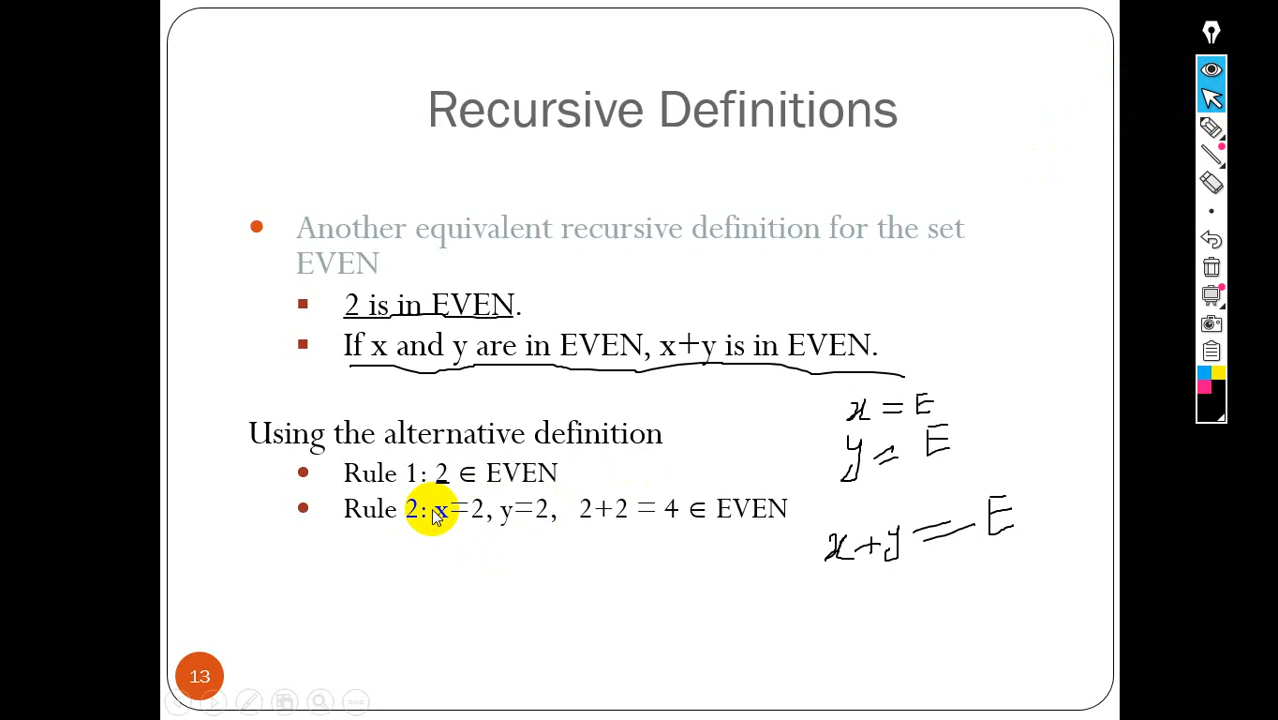 Recursive Definitions
Another equivalent recursive definition for the set
EVEN
2 is in EVEN.
If x and y are in EVEN, x+y is in EVEN.
x = E
y = E
Using the alternative definition
Rule 1: 2 ∈ EVEN
Rule 2: x=2, y=2, 2+2 = 4 ∈ EVEN
x+y = E
13